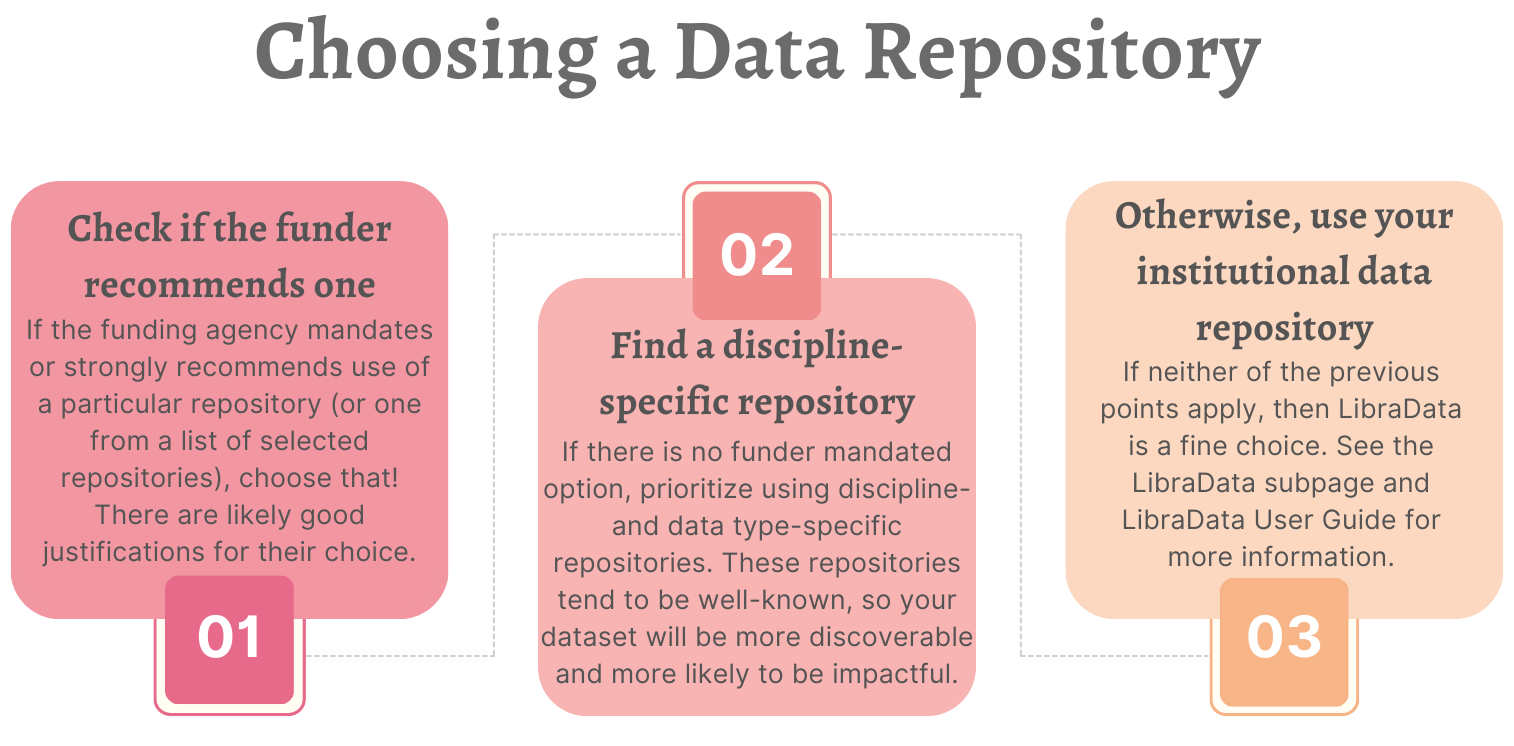 Choosing a Data Repository
Check if the funder
recommends one
If the funding agency mandates
or strongly recommends use of
a particular repository (or one
from a list of selected
repositories), choose that!
There are likely good
justifications for their choice.
01
02
Find a discipline-
specific repository
If there is no funder mandated
option, prioritize using discipline-
and data type-specific
repositories. These repositories
tend to be well-known, so your
dataset will be more discoverable
and more likely to be impactful.
Otherwise, use your
institutional data
repository
If neither of the previous
points apply, then LibraData
is a fine choice. See the
LibraData subpage and
LibraData User Guide for
more information.
03